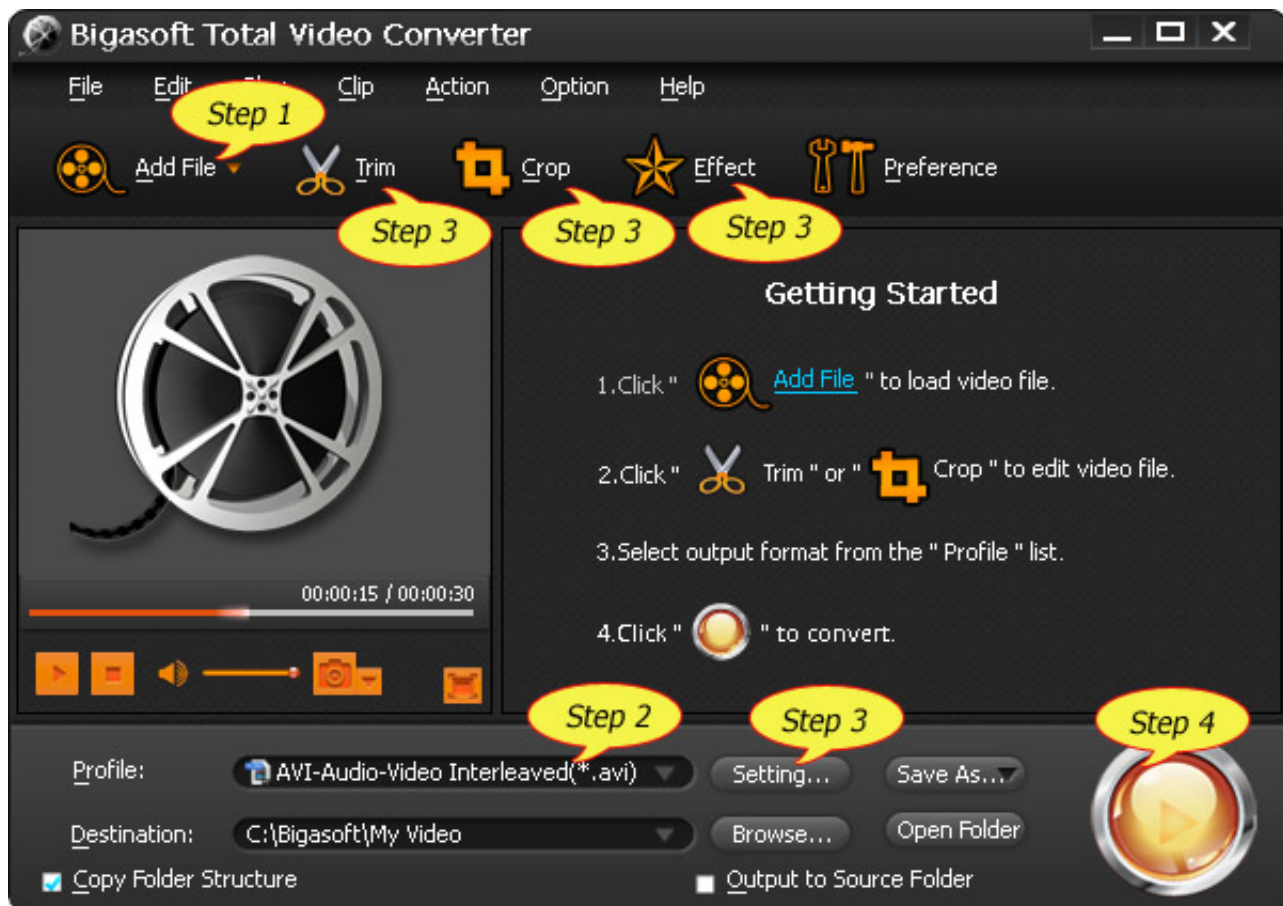 Bigasoft Total Video Converter
File Edit Clip Action Option Help
Step 1
Add File Trim Crop Effect Preference
Step 3 Step 3 Step 3
Getting Started
1.Click " Add File " to load video file.
2.Click " Trim " or " Crop " to edit video file.
3.Select output format from the " Profile " list.
00:00:15 / 00:00:30
4.Click " " to convert.
Step 2 Step 3 Step 4
Profile: AVI-Audio-Video Interleaved(*.avi) Setting... Save As...
Destination: C:\Bigasoft\My Video Browse... Open Folder
Copy Folder Structure Output to Source Folder